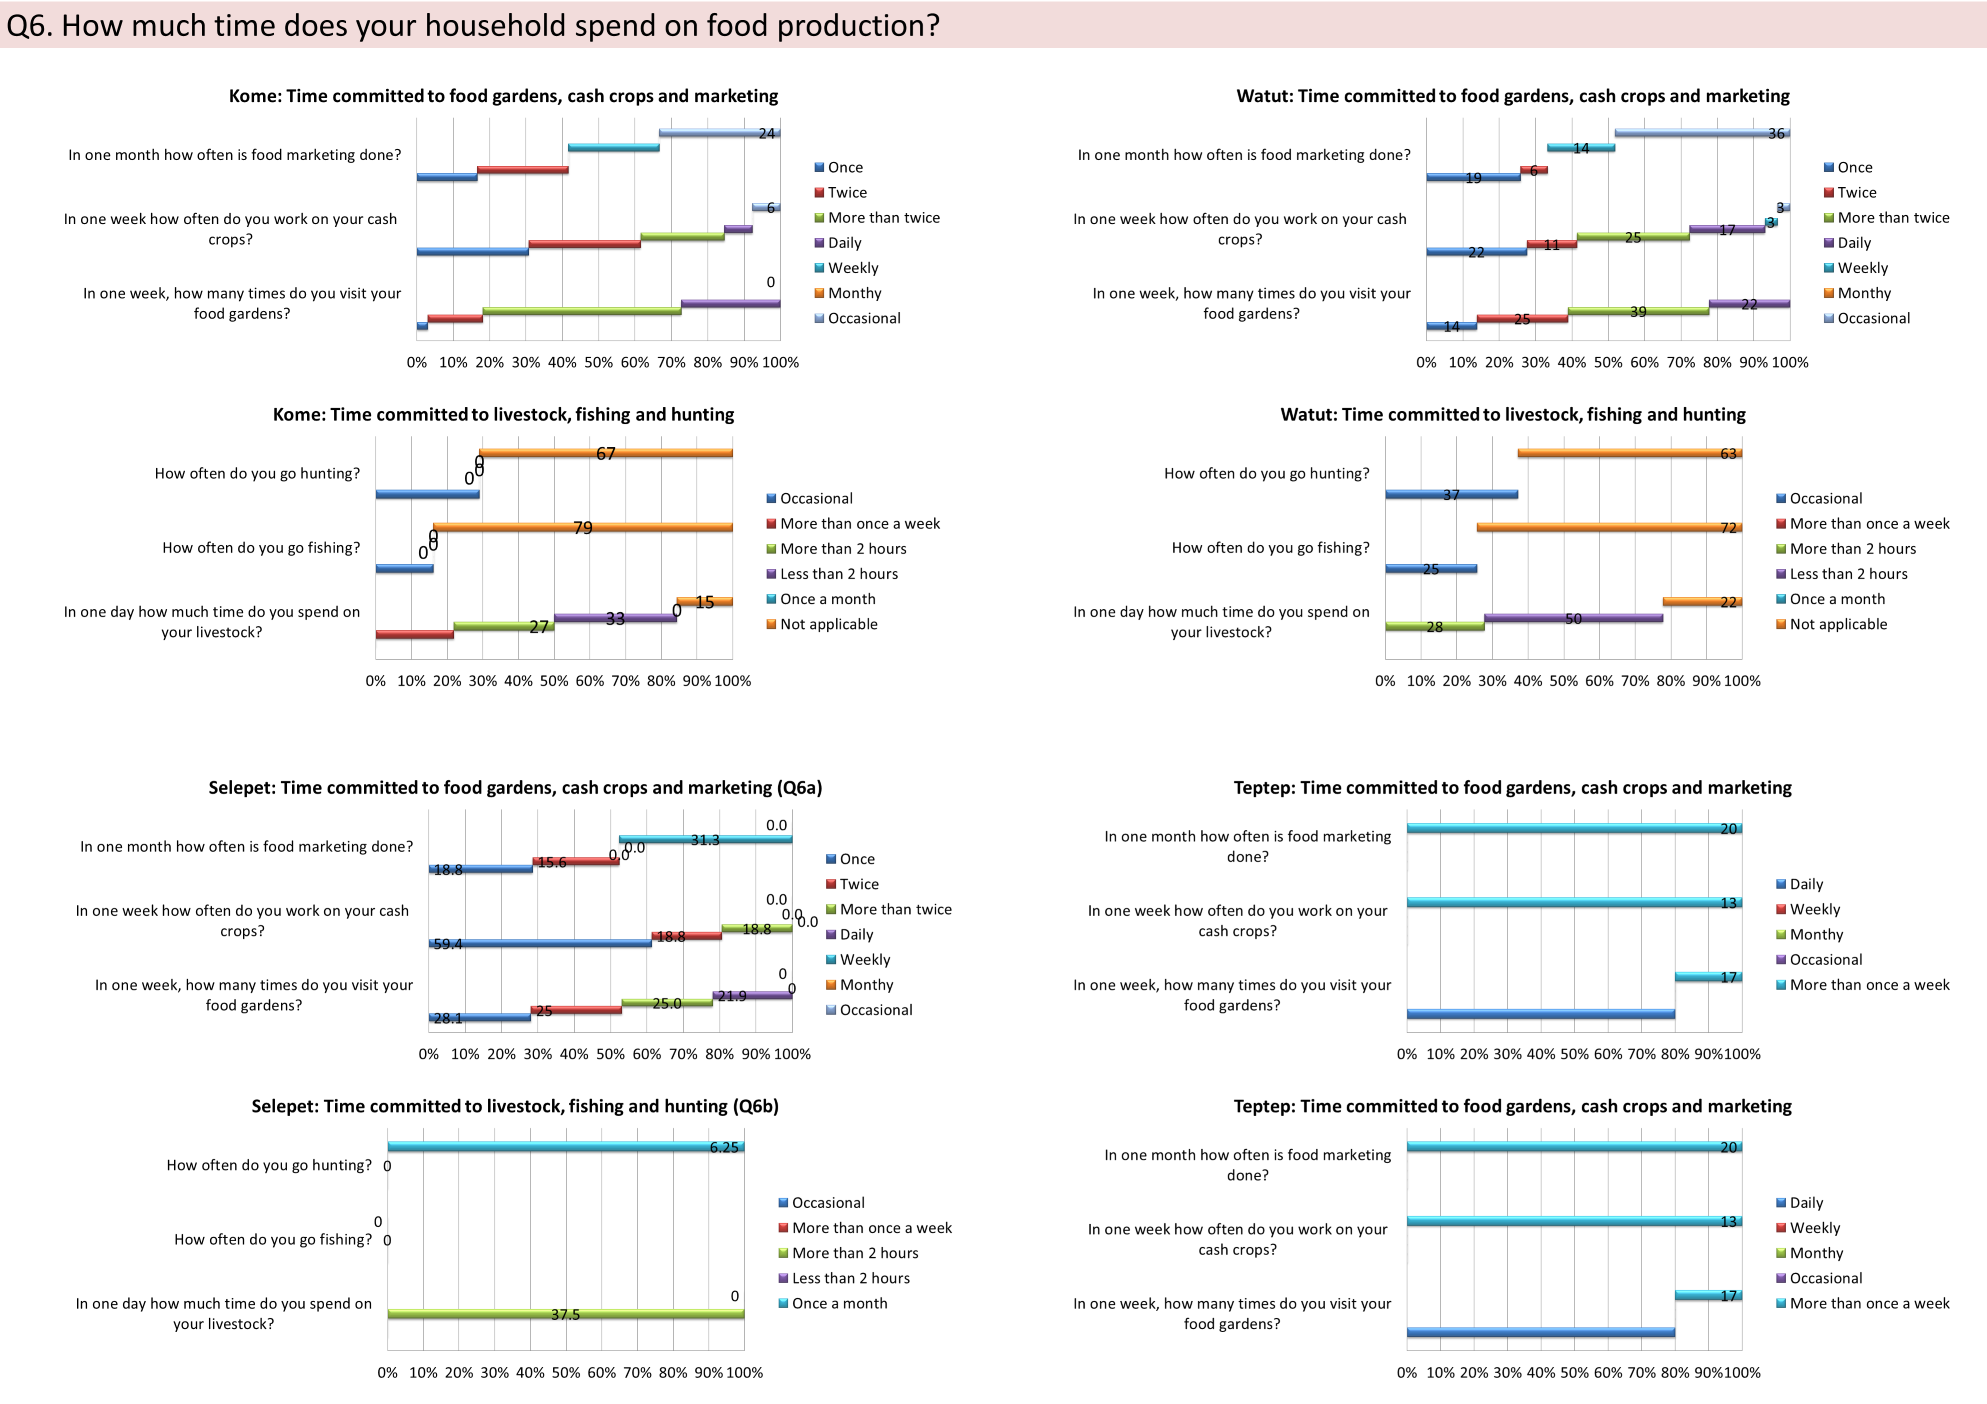 Q6. How much time does your household spend on food production?
Kome: Time committed to food gardens, cash crops and marketing
24
In one month how often is food marketing done?
In one week how often do you work on your cash
crops?
6
In one week, how many times do you visit your
food gardens?
0
0% 10% 20% 30% 40% 50% 60% 70% 80% 90% 100%
Once
Twice
More than twice
Daily
Weekly
Monthy
Occasional
Watut: Time committed to food gardens, cash crops and marketing
In one month how often is food marketing done?
19 6 14 36
In one week how often do you work on your cash
crops?
22 11 25 17 3 3
In one week, how many times do you visit your
food gardens?
14 25 39 22
0% 10% 20% 30% 40% 50% 60% 70% 80% 90% 100%
Once
Twice
More than twice
Daily
Weekly
Monthy
Occasional
Kome: Time committed to livestock, fishing and hunting
How often do you go hunting?
0 0 0 67
How often do you go fishing?
0 0 0 79
In one day how much time do you spend on
your livestock?
27 33 0 15
0% 10% 20% 30% 40% 50% 60% 70% 80% 90% 100%
Occasional
More than once a week
More than 2 hours
Less than 2 hours
Once a month
Not applicable
Watut: Time committed to livestock, fishing and hunting
How often do you go hunting?
37 63
How often do you go fishing?
25 72
In one day how much time do you spend on
your livestock?
28 50 22
0% 10% 20% 30% 40% 50% 60% 70% 80% 90% 100%
Occasional
More than once a week
More than 2 hours
Less than 2 hours
Once a month
Not applicable
Selepet: Time committed to food gardens, cash crops and marketing (Q6a)
In one month how often is food marketing done?
18.8 15.6 0.0 0.0 31.3 0.0
In one week how often do you work on your cash
crops?
59.4 18.8 18.8 0.0 0.0 0.0
In one week, how many times do you visit your
food gardens?
28.1 25 25.0 21.9 0 0
0% 10% 20% 30% 40% 50% 60% 70% 80% 90% 100%
Once
Twice
More than twice
Daily
Weekly
Monthy
Occasional
Teptep: Time committed to food gardens, cash crops and marketing
In one month how often is food marketing
done?
20
In one week how often do you work on your
cash crops?
13
In one week, how many times do you visit your
food gardens?
17
0% 10% 20% 30% 40% 50% 60% 70% 80% 90% 100%
Daily
Weekly
Monthy
Occasional
More than once a week
Selepet: Time committed to livestock, fishing and hunting (Q6b)
How often do you go hunting?
0 6.25
How often do you go fishing?
0 0
In one day how much time do you spend on
your livestock?
37.5 0
0% 10% 20% 30% 40% 50% 60% 70% 80% 90% 100%
Occasional
More than once a week
More than 2 hours
Less than 2 hours
Once a month
Teptep: Time committed to food gardens, cash crops and marketing
In one month how often is food marketing
done?
20
In one week how often do you work on your
cash crops?
13
In one week, how many times do you visit your
food gardens?
17
0% 10% 20% 30% 40% 50% 60% 70% 80% 90% 100%
Daily
Weekly
Monthy
Occasional
More than once a week